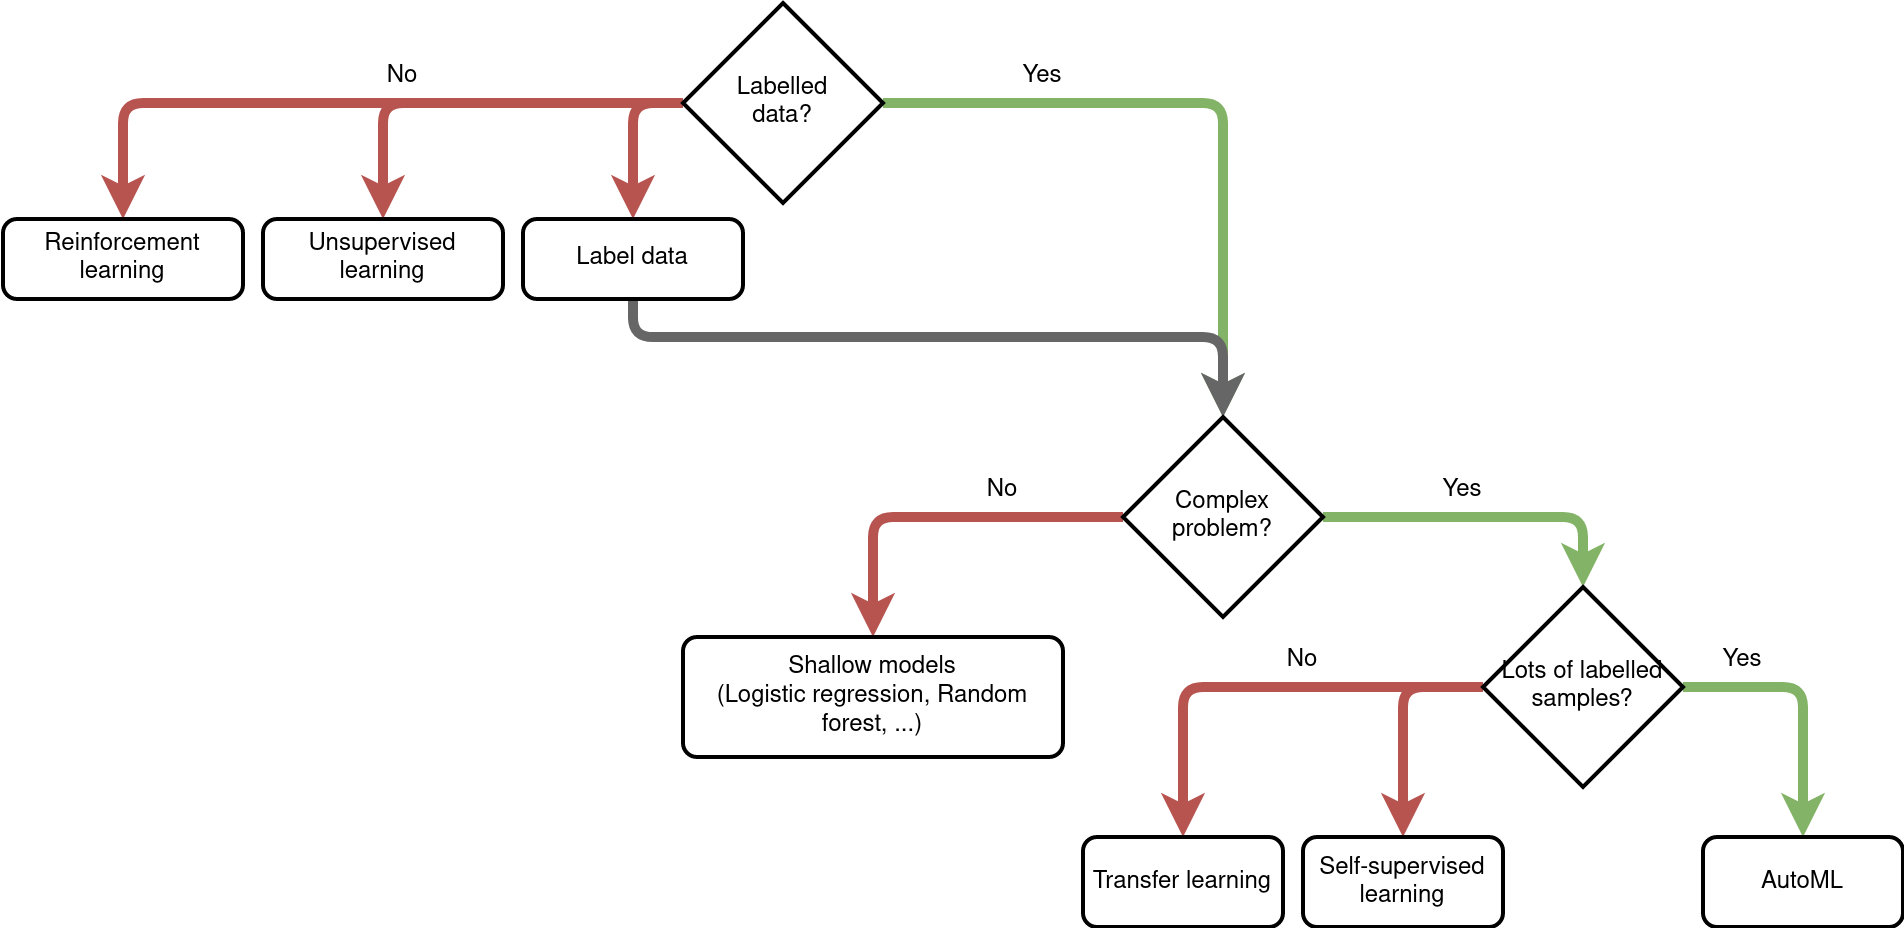 No
Labelled
data?
Yes
Reinforcement
learning
Unsupervised
learning
Label data
No
Complex
problem?
Yes
Shallow models
(Logistic regression, Random
forest, ...)
No
Lots of labelled
samples?
Yes
Transfer learning
Self-supervised
learning
AutoML